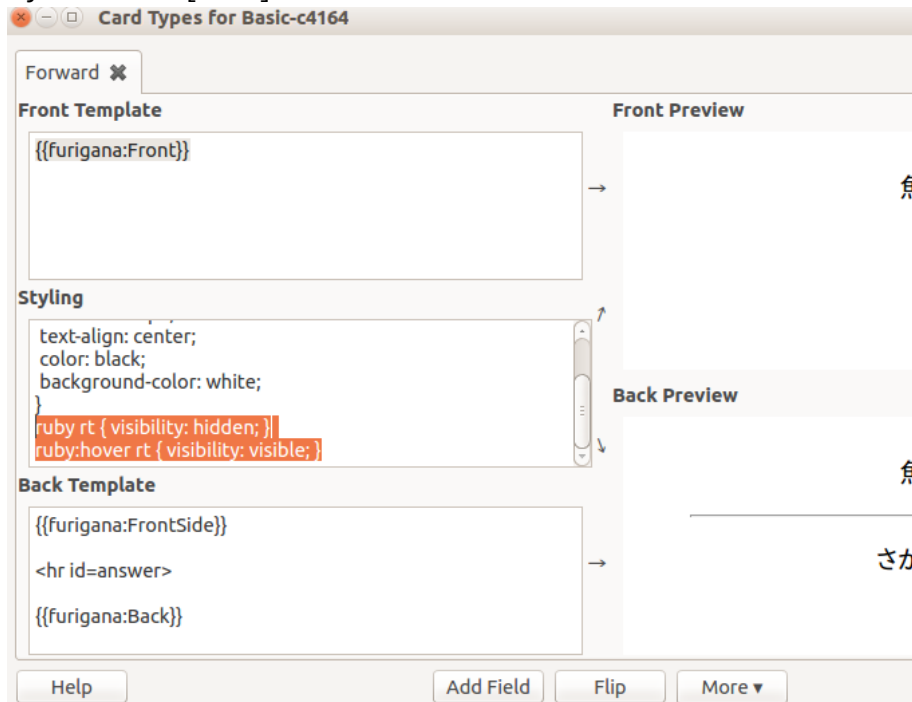 Card Types for Basic-c4164
Forward ✖
Front Template
Front Preview
{{furigana:Front}}
→
Styling
↗
text-align: center;
color: black;
background-color: white;
}
ruby rt { visibility: hidden; }
ruby:hover rt { visibility: visible; }
↘
Back Preview
Back Template
{{furigana:FrontSide}}
<hr id=answer>
→
さか
{{furigana:Back}}
Help
Add Field
Flip
More ▾